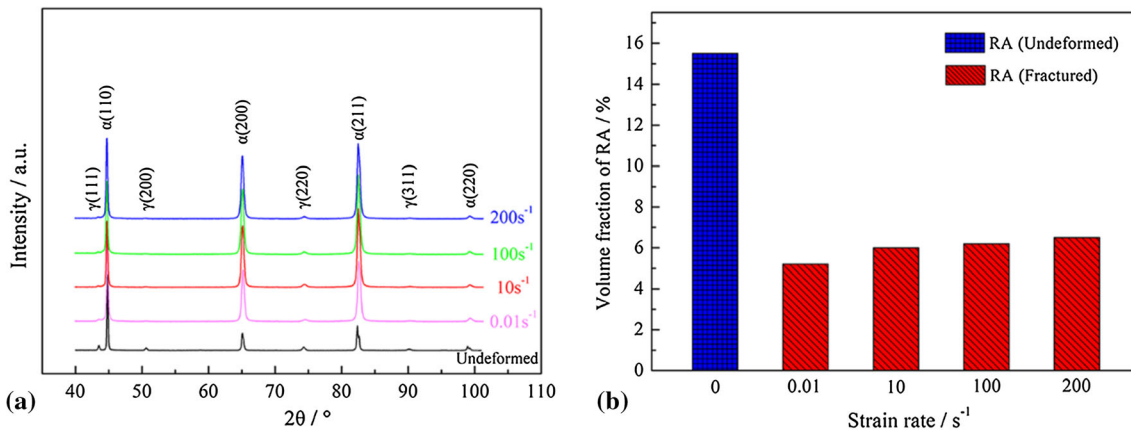 Intensity / a.u.
γ(111)
α(110)
γ(200)
α(200)
γ(220)
α(211)
γ(311)
α(220)
200s⁻¹
100s⁻¹
10s⁻¹
0.01s⁻¹
Undeformed
40 50 60 70 80 90 100 110
2θ / °
(a)
Volume fraction of RA / %
16
14
12
10
8
6
4
2
0
RA (Undeformed)
RA (Fractured)
0 0.01 10 100 200
Strain rate / s⁻¹
(b)